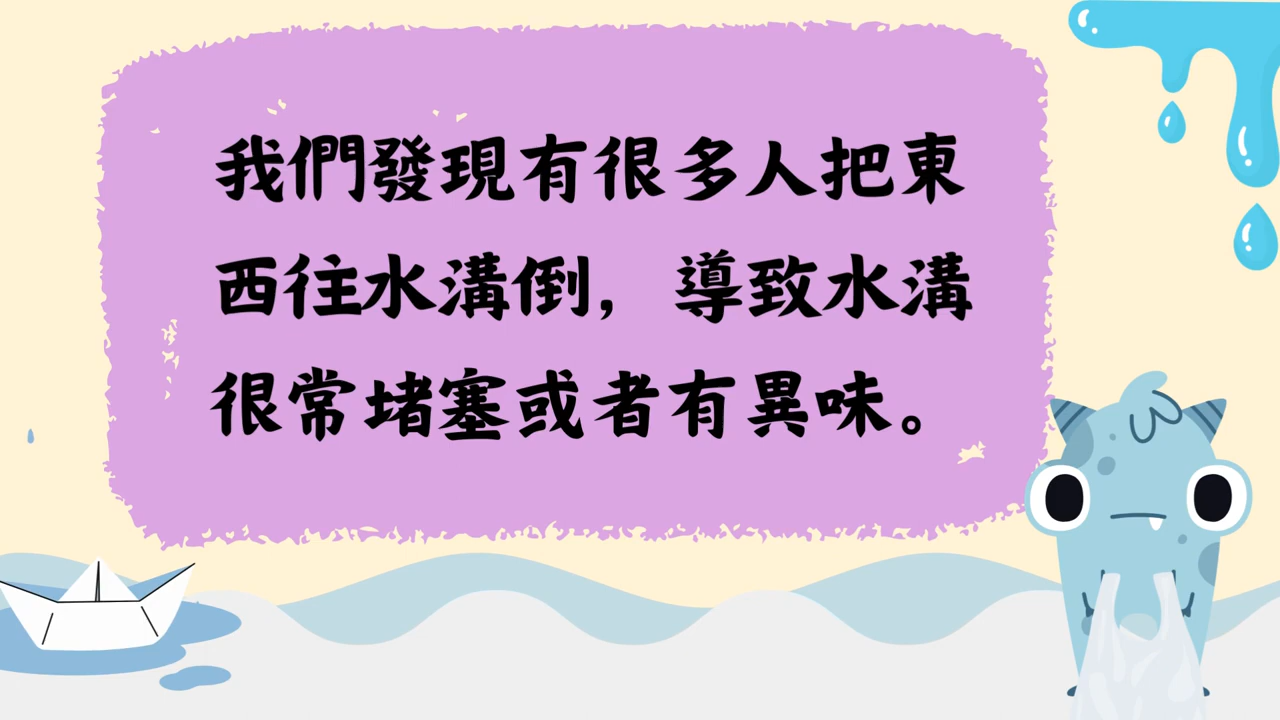 我們發現有很多人把東
西往水溝倒，導致水溝
很常堵塞或者有異味。